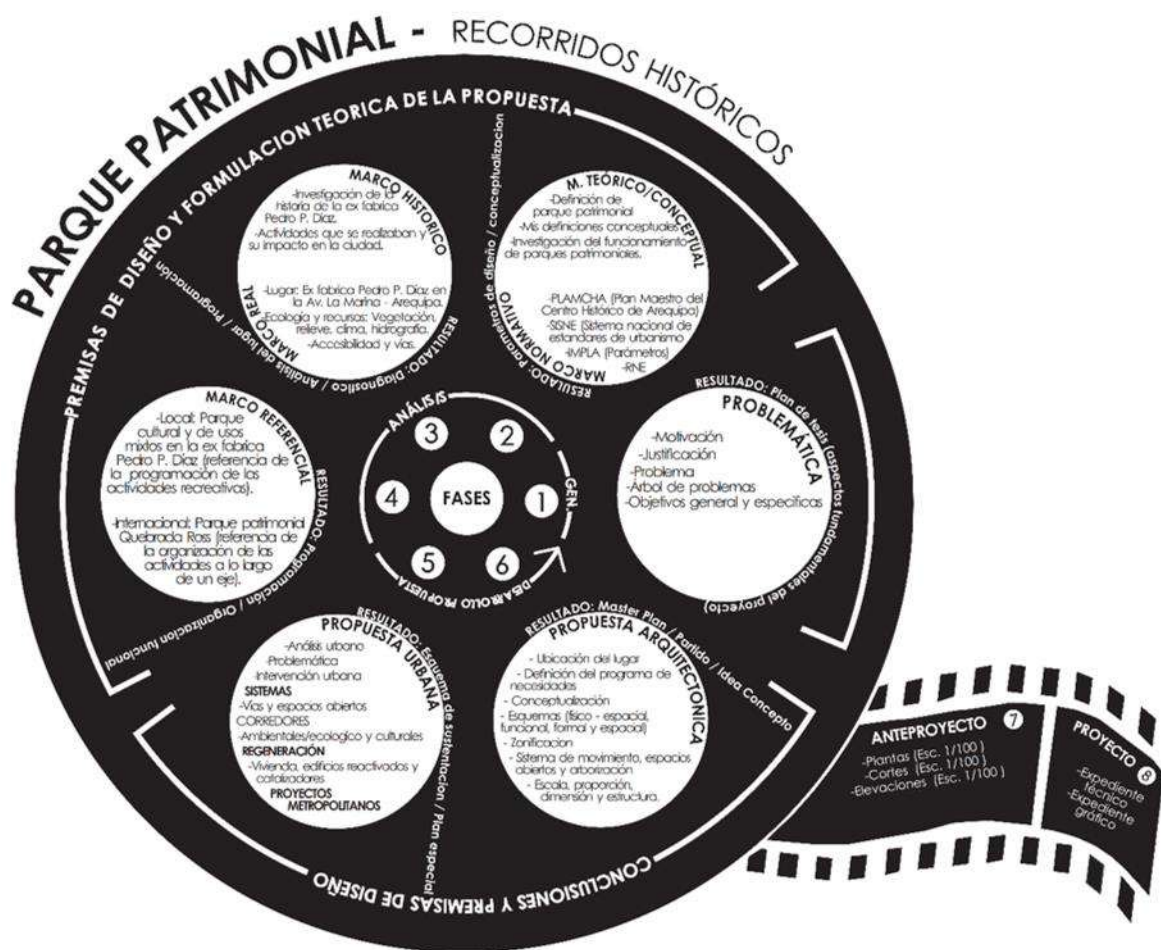 PARQUE PATRIMONIAL - RECORRIDOS HISTÓRICOS
PREMISAS DE DISEÑO Y FORMULACION TEORICA DE LA PROPUESTA
FASES
GEN.
1
ANÁLISIS
2
3
4
DESARROLLO PROPUESTA
5
6
RESULTADO: Plan de tesis (aspectos fundamentales del proyecto)
PROBLEMÁTICA
-Motivación
-Justificación
-Problema
-Árbol de problemas
-Objetivos general y especificas
M. TEÓRICO/CONCEPTUAL
-Definición de
parque patrimonial
-Mis definiciones conceptuales
-Investigación del funcionamiento
de parques patrimoniales.
-PLAMCHA (Plan Maestro del
Centro Histórico de Arequipa)
-SISNE (Sistema nacional de
estandares de urbanismo
-IMPLA (Parámetros)
-RNE
MARCO NORMATIVO
RESULTADO: Parámetros de diseño / conceptualizacion
MARCO HISTORICO
-Investigación de la
historia de la ex fabrica
Pedro P. Díaz.
-Actividades que se realizaban y
su impacto en la ciudad.
-Lugar: Ex fabrica Pedro P. Díaz en
la Av. La Marina - Arequipa.
-Ecología y recursos: Vegetación,
relieve, clima, hidrografía.
-Accesibilidad y vías.
MARCO REAL
RESULTADO: Diagnostico / Análisis del lugar / Programación
MARCO REFERENCIAL
-Local: Parque
cultural y de usos
mixtos en la ex fabrica
Pedro P. Díaz (referencia de
la programación de las
actividades recreativas).
-Internacional: Parque patrimonial
Quebrada Ross (referencia de
la organización de las
actividades a lo largo
de un eje).
RESULTADO: Programación / Organización funcional
RESULTADO: Esquema de sustentacion / Plan especial
PROPUESTA URBANA
-Análisis urbano
-Problemática
-Intervención urbana
SISTEMAS
-Vías y espacios abiertos
CORREDORES
-Ambientales/ecologico y culturales
REGENERACIÓN
-Vivienda, edificios reactivados y
catalizadores
PROYECTOS
METROPOLITANOS
RESULTADO: Master Plan / Partido / Idea Concepto
PROPUESTA ARQUITECTONICA
- Ubicación del lugar
- Definición del programa de
necesidades
- Conceptualización
- Esquemas (físico - espacial,
funcional, formal y espacial)
- Zonificacion
- Sistema de movimiento, espacios
abiertos y arborización
- Escala, proporción,
dimensión y estructura.
CONCLUSIONES Y PREMISAS DE DISEÑO
ANTEPROYECTO 7
-Plantas (Esc. 1/100 )
-Cortes (Esc. 1/100 )
-Elevaciones (Esc. 1/100 )
PROYECTO 8
-Expediente
técnico
-Expediente
gráfico